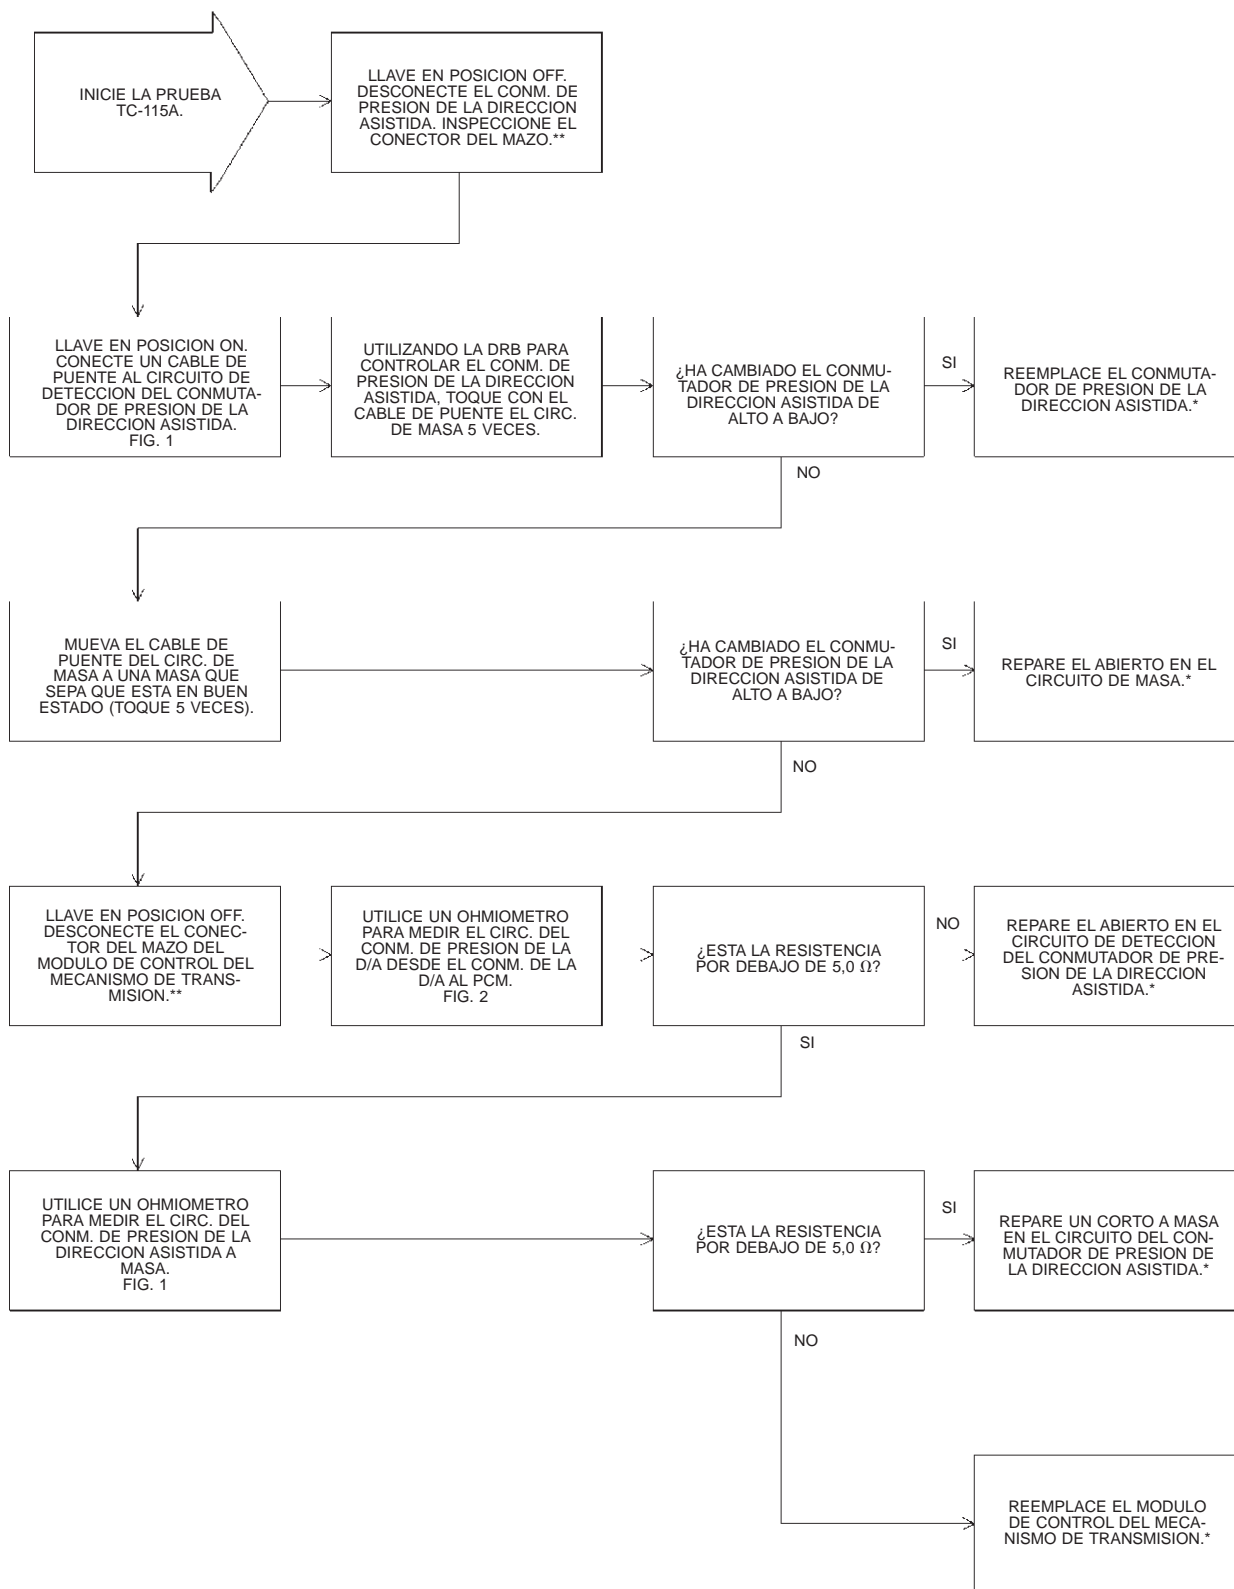 INICIE LA PRUEBA
TC-115A.
LLAVE EN POSICION OFF.
DESCONECTE EL CONM. DE
PRESION DE LA DIRECCION
ASISTIDA. INSPECCIONE EL
CONECTOR DEL MAZO.**
LLAVE EN POSICION ON.
CONECTE UN CABLE DE
PUENTE AL CIRCUITO DE
DETECCION DEL CONMUTA-
DOR DE PRESION DE LA
DIRECCION ASISTIDA.
FIG. 1
UTILIZANDO LA DRB PARA
CONTROLAR EL CONM. DE
PRESION DE LA DIRECCION
ASISTIDA, TOQUE CON EL
CABLE DE PUENTE EL CIRC.
DE MASA 5 VECES.
¿HA CAMBIADO EL CONMU-
TADOR DE PRESION DE LA
DIRECCION ASISTIDA DE
ALTO A BAJO?
SI
REEMPLACE EL CONMUTA-
DOR DE PRESION DE LA
DIRECCION ASISTIDA.*
NO
MUEVA EL CABLE DE
PUENTE DEL CIRC. DE
MASA A UNA MASA QUE
SEPA QUE ESTA EN BUEN
ESTADO (TOQUE 5 VECES).
¿HA CAMBIADO EL CONMU-
TADOR DE PRESION DE LA
DIRECCION ASISTIDA DE
ALTO A BAJO?
SI
REPARE EL ABIERTO EN EL
CIRCUITO DE MASA.*
NO
LLAVE EN POSICION OFF.
DESCONECTE EL CONEC-
TOR DEL MAZO DEL
MODULO DE CONTROL DEL
MECANISMO DE TRANS-
MISION.**
UTILICE UN OHMIOMETRO
PARA MEDIR EL CIRC. DEL
CONM. DE PRESION DE LA
D/A DESDE EL CONM. DE LA
D/A AL PCM.
FIG. 2
¿ESTA LA RESISTENCIA
POR DEBAJO DE 5,0 Ω?
NO
REPARE EL ABIERTO EN EL
CIRCUITO DE DETECCION
DEL CONMUTADOR DE PRE-
SION DE LA DIRECCION
ASISTIDA.*
SI
UTILICE UN OHMIOMETRO
PARA MEDIR EL CIRC. DEL
CONM. DE PRESION DE LA
DIRECCION ASISTIDA A
MASA.
FIG. 1
¿ESTA LA RESISTENCIA
POR DEBAJO DE 5,0 Ω?
SI
REPARE UN CORTO A MASA
EN EL CIRCUITO DEL CON-
MUTADOR DE PRESION DE
LA DIRECCION ASISTIDA.*
NO
REEMPLACE EL MODULO
DE CONTROL DEL MECA-
NISMO DE TRANSMISION.*